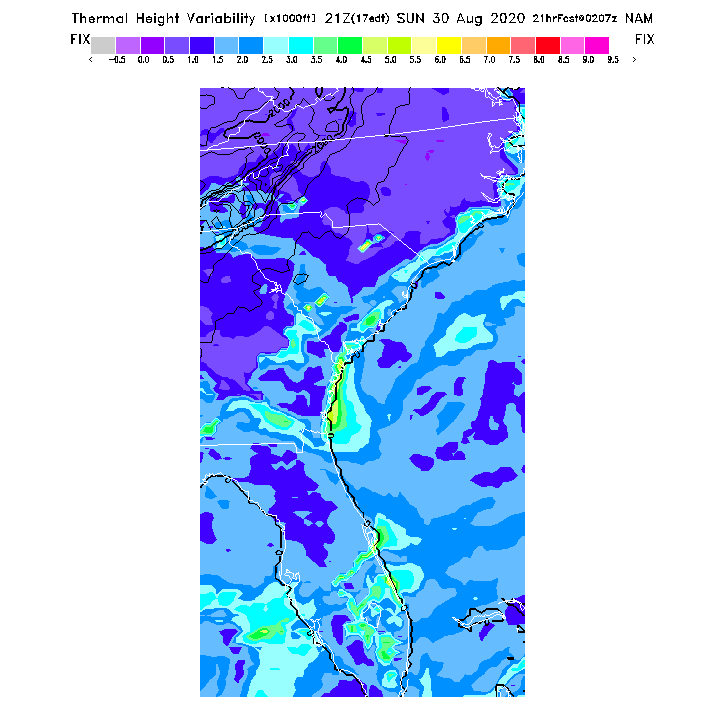 Thermal Height Variability [x1000ft] 21Z(17edt) SUN 30 Aug 2020 21hrFcst@0207z NAM
FIX FIX
< -0.5 0.0 0.5 1.0 1.5 2.0 2.5 3.0 3.5 4.0 4.5 5.0 5.5 6.0 6.5 7.0 7.5 8.0 8.5 9.0 9.5 >